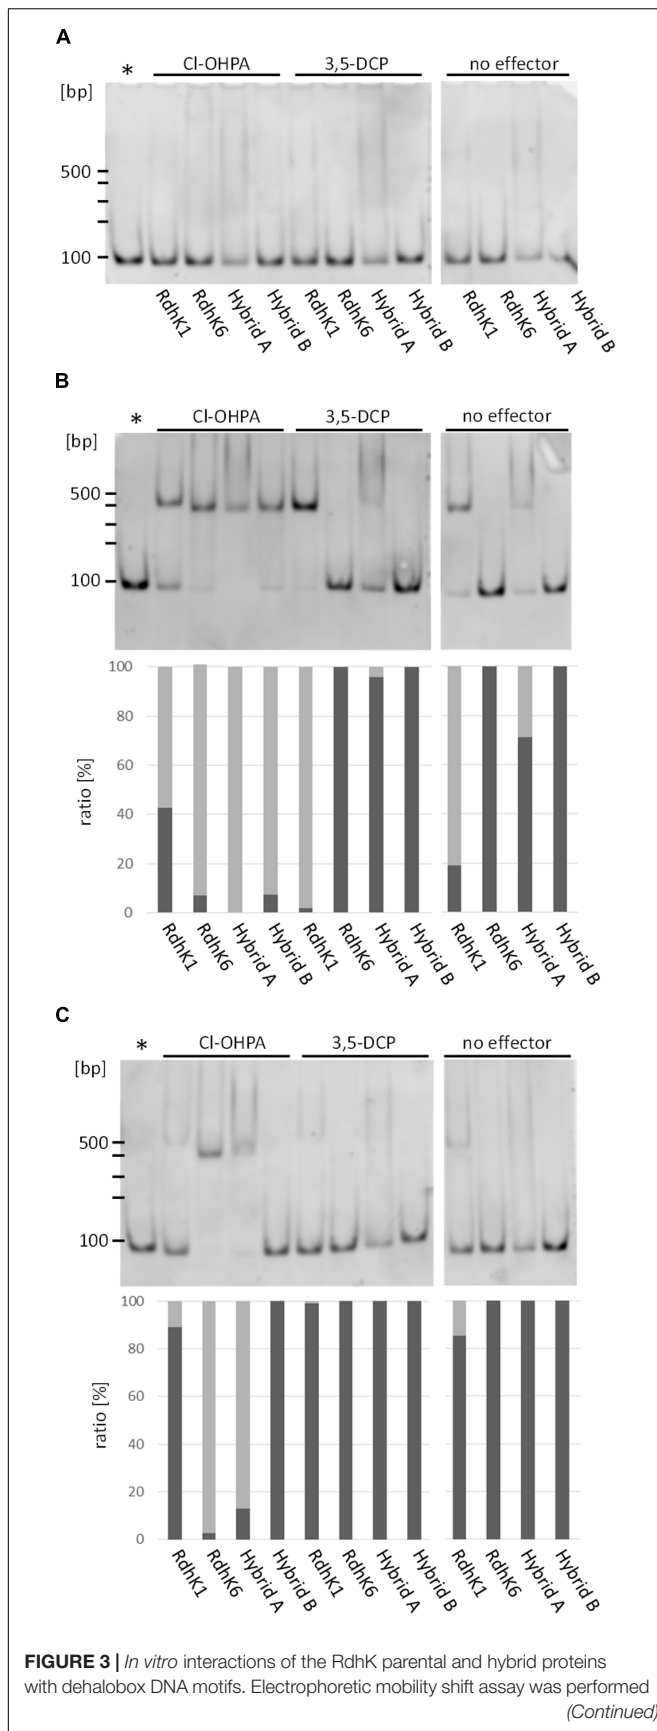 A
* Cl-OHPA 3,5-DCP no effector
[bp]
500
100
RdhK1 RdhK6 Hybrid A Hybrid B RdhK1 RdhK6 Hybrid A Hybrid B RdhK1 RdhK6 Hybrid A Hybrid B
B
* Cl-OHPA 3,5-DCP no effector
[bp]
500
100
100
80
60
40
20
0
ratio [%]
RdhK1 RdhK6 Hybrid A Hybrid B RdhK1 RdhK6 Hybrid A Hybrid B RdhK1 RdhK6 Hybrid A Hybrid B
C
* Cl-OHPA 3,5-DCP no effector
[bp]
500
100
100
80
60
40
20
0
ratio [%]
RdhK1 RdhK6 Hybrid A Hybrid B RdhK1 RdhK6 Hybrid A Hybrid B RdhK1 RdhK6 Hybrid A Hybrid B
FIGURE 3 | In vitro interactions of the RdhK parental and hybrid proteins
with dehalobox DNA motifs. Electrophoretic mobility shift assay was performed
(Continued)